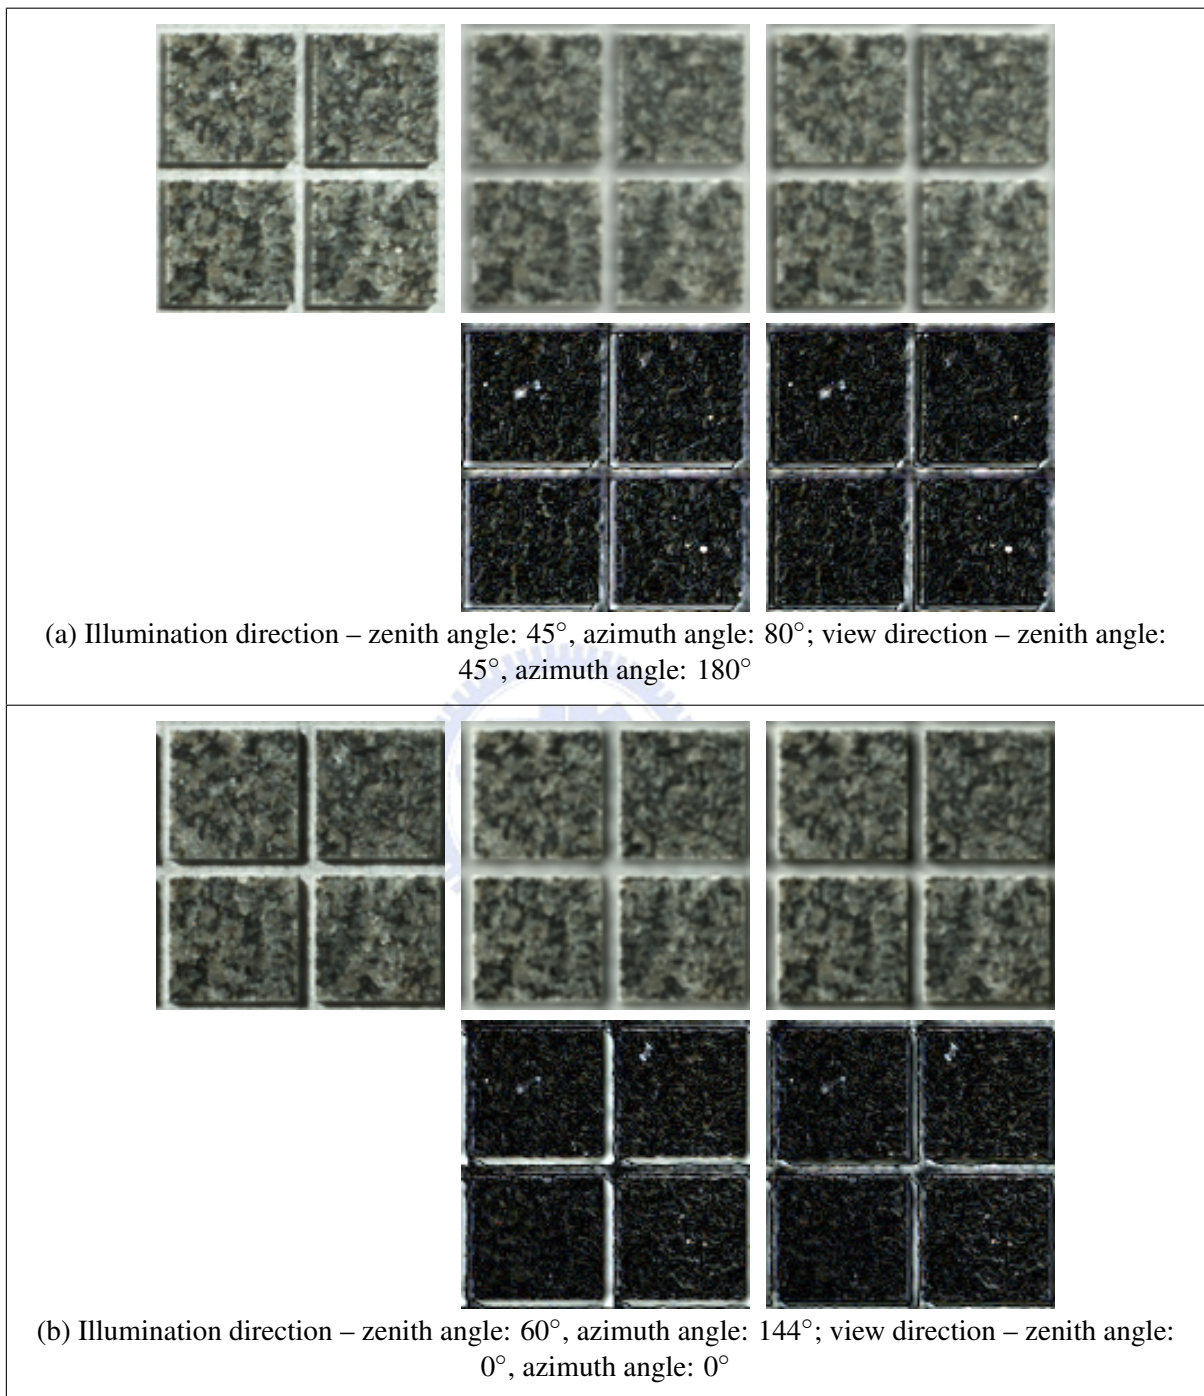 (a) Illumination direction – zenith angle: 45°, azimuth angle: 80°; view direction – zenith angle:
45°, azimuth angle: 180°
(b) Illumination direction – zenith angle: 60°, azimuth angle: 144°; view direction – zenith angle:
0°, azimuth angle: 0°